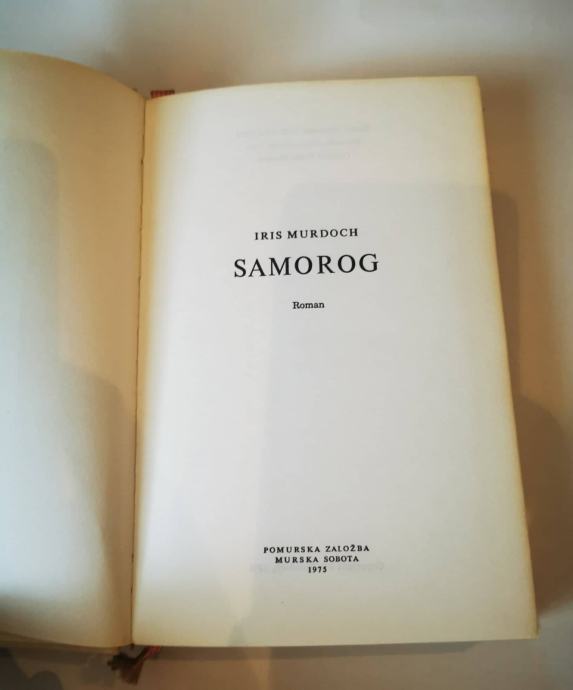 IRIS MURDOCH
SAMOROG
Roman
POMURSKA ZALOŽBA
MURSKA SOBOTA
1975